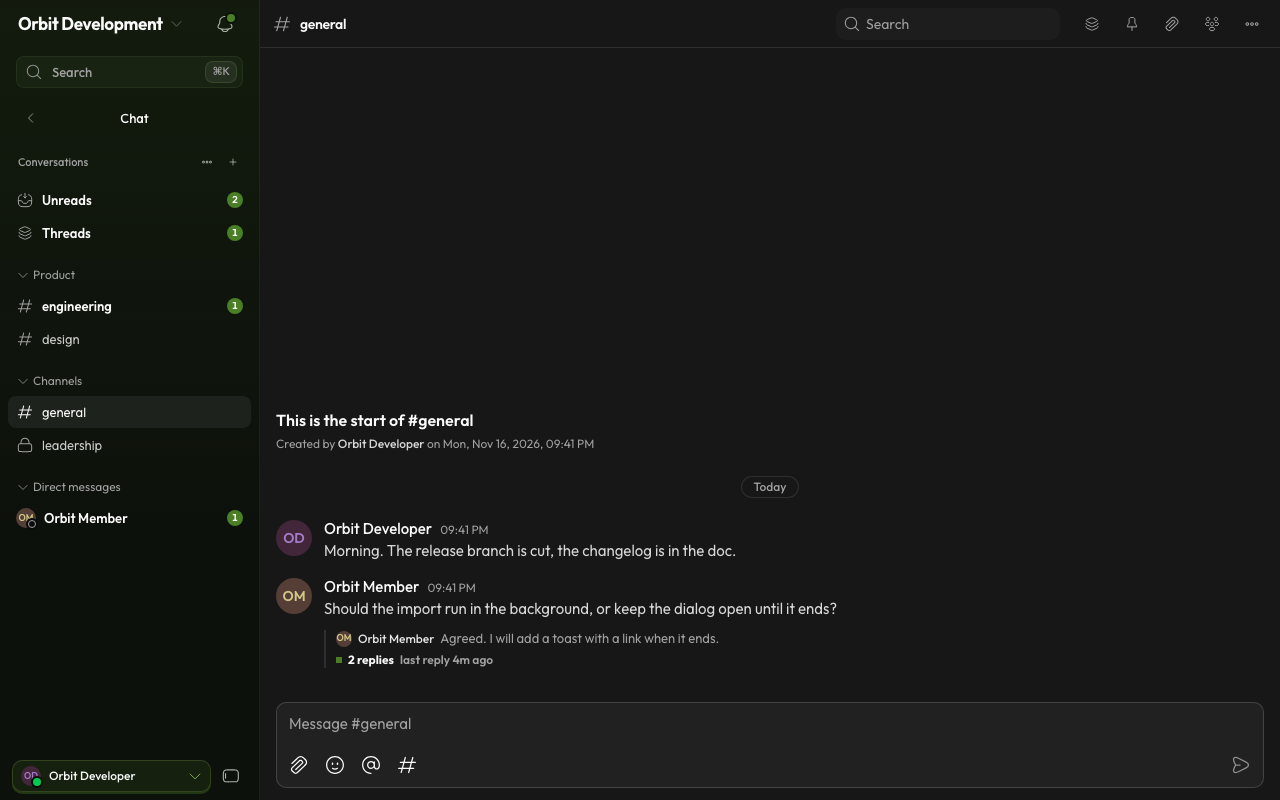 Orbit Development
Search
⌘K
Chat
Conversations
Unreads
2
Threads
1
Product
engineering
1
design
Channels
general
leadership
Direct messages
OM
Orbit Member
1
OD
Orbit Developer
general
Search
This is the start of #general
Created by Orbit Developer on Mon, Nov 16, 2026, 09:41 PM
Today
OD
Orbit Developer 09:41 PM
Morning. The release branch is cut, the changelog is in the doc.
OM
Orbit Member 09:41 PM
Should the import run in the background, or keep the dialog open until it ends?
OM Orbit Member Agreed. I will add a toast with a link when it ends.
2 replies last reply 4m ago
Message #general